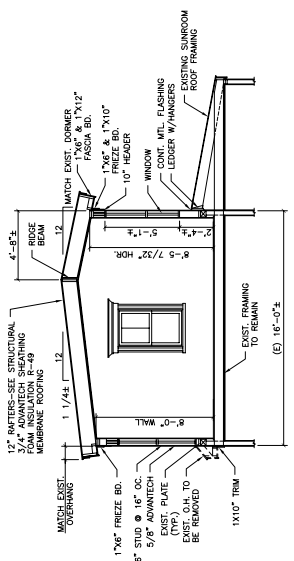 12" RAFTERS-SEE STRUCTURAL
3/4" ADVANTECH SHEATHING
FOAM INSULATION R-49
MEMBRANE ROOFING
4'-8"±
RIDGE
BEAM
MATCH EXIST. DORMER
1"X6" & 1"X12"
FASCIA BD.
1"X6" & 1"X10"
FRIEZE BD.
10" HEADER
WINDOW
CONT. MTL. FLASHING
LEDGER W/HANGERS
EXISTING SUNROOM
ROOF FRAMING
MATCH EXIST.
OVERHANG
1 1/4±
12
12
8'-0" WALL
8'-5 7/32" HDR.
5'-1"±
2'-4"±
1"X6" FRIEZE BD.
6" STUD @ 16" OC.
5/8" ADVANTECH
EXIST. PLATE
(TYP.)
EXIST. O.H. TO
BE REMOVED
1X10" TRIM
EXIST. FRAMING
TO REMAIN
(E) 16'-0"±